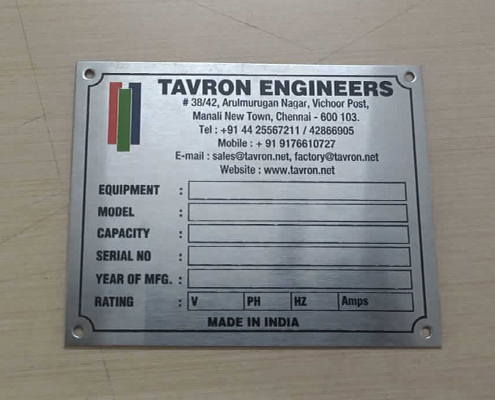 TAVRON ENGINEERS
# 38/42, Arulmurugan Nagar, Vichoor Post,
Manali New Town, Chennai - 600 103.
Tel : +91 44 25567211 / 42886905
Mobile : + 91 9176610727
E-mail : sales@tavron.net, factory@tavron.net
Website : www.tavron.net
EQUIPMENT :
MODEL :
CAPACITY :
SERIAL NO :
YEAR OF MFG. :
RATING : V PH HZ Amps
MADE IN INDIA